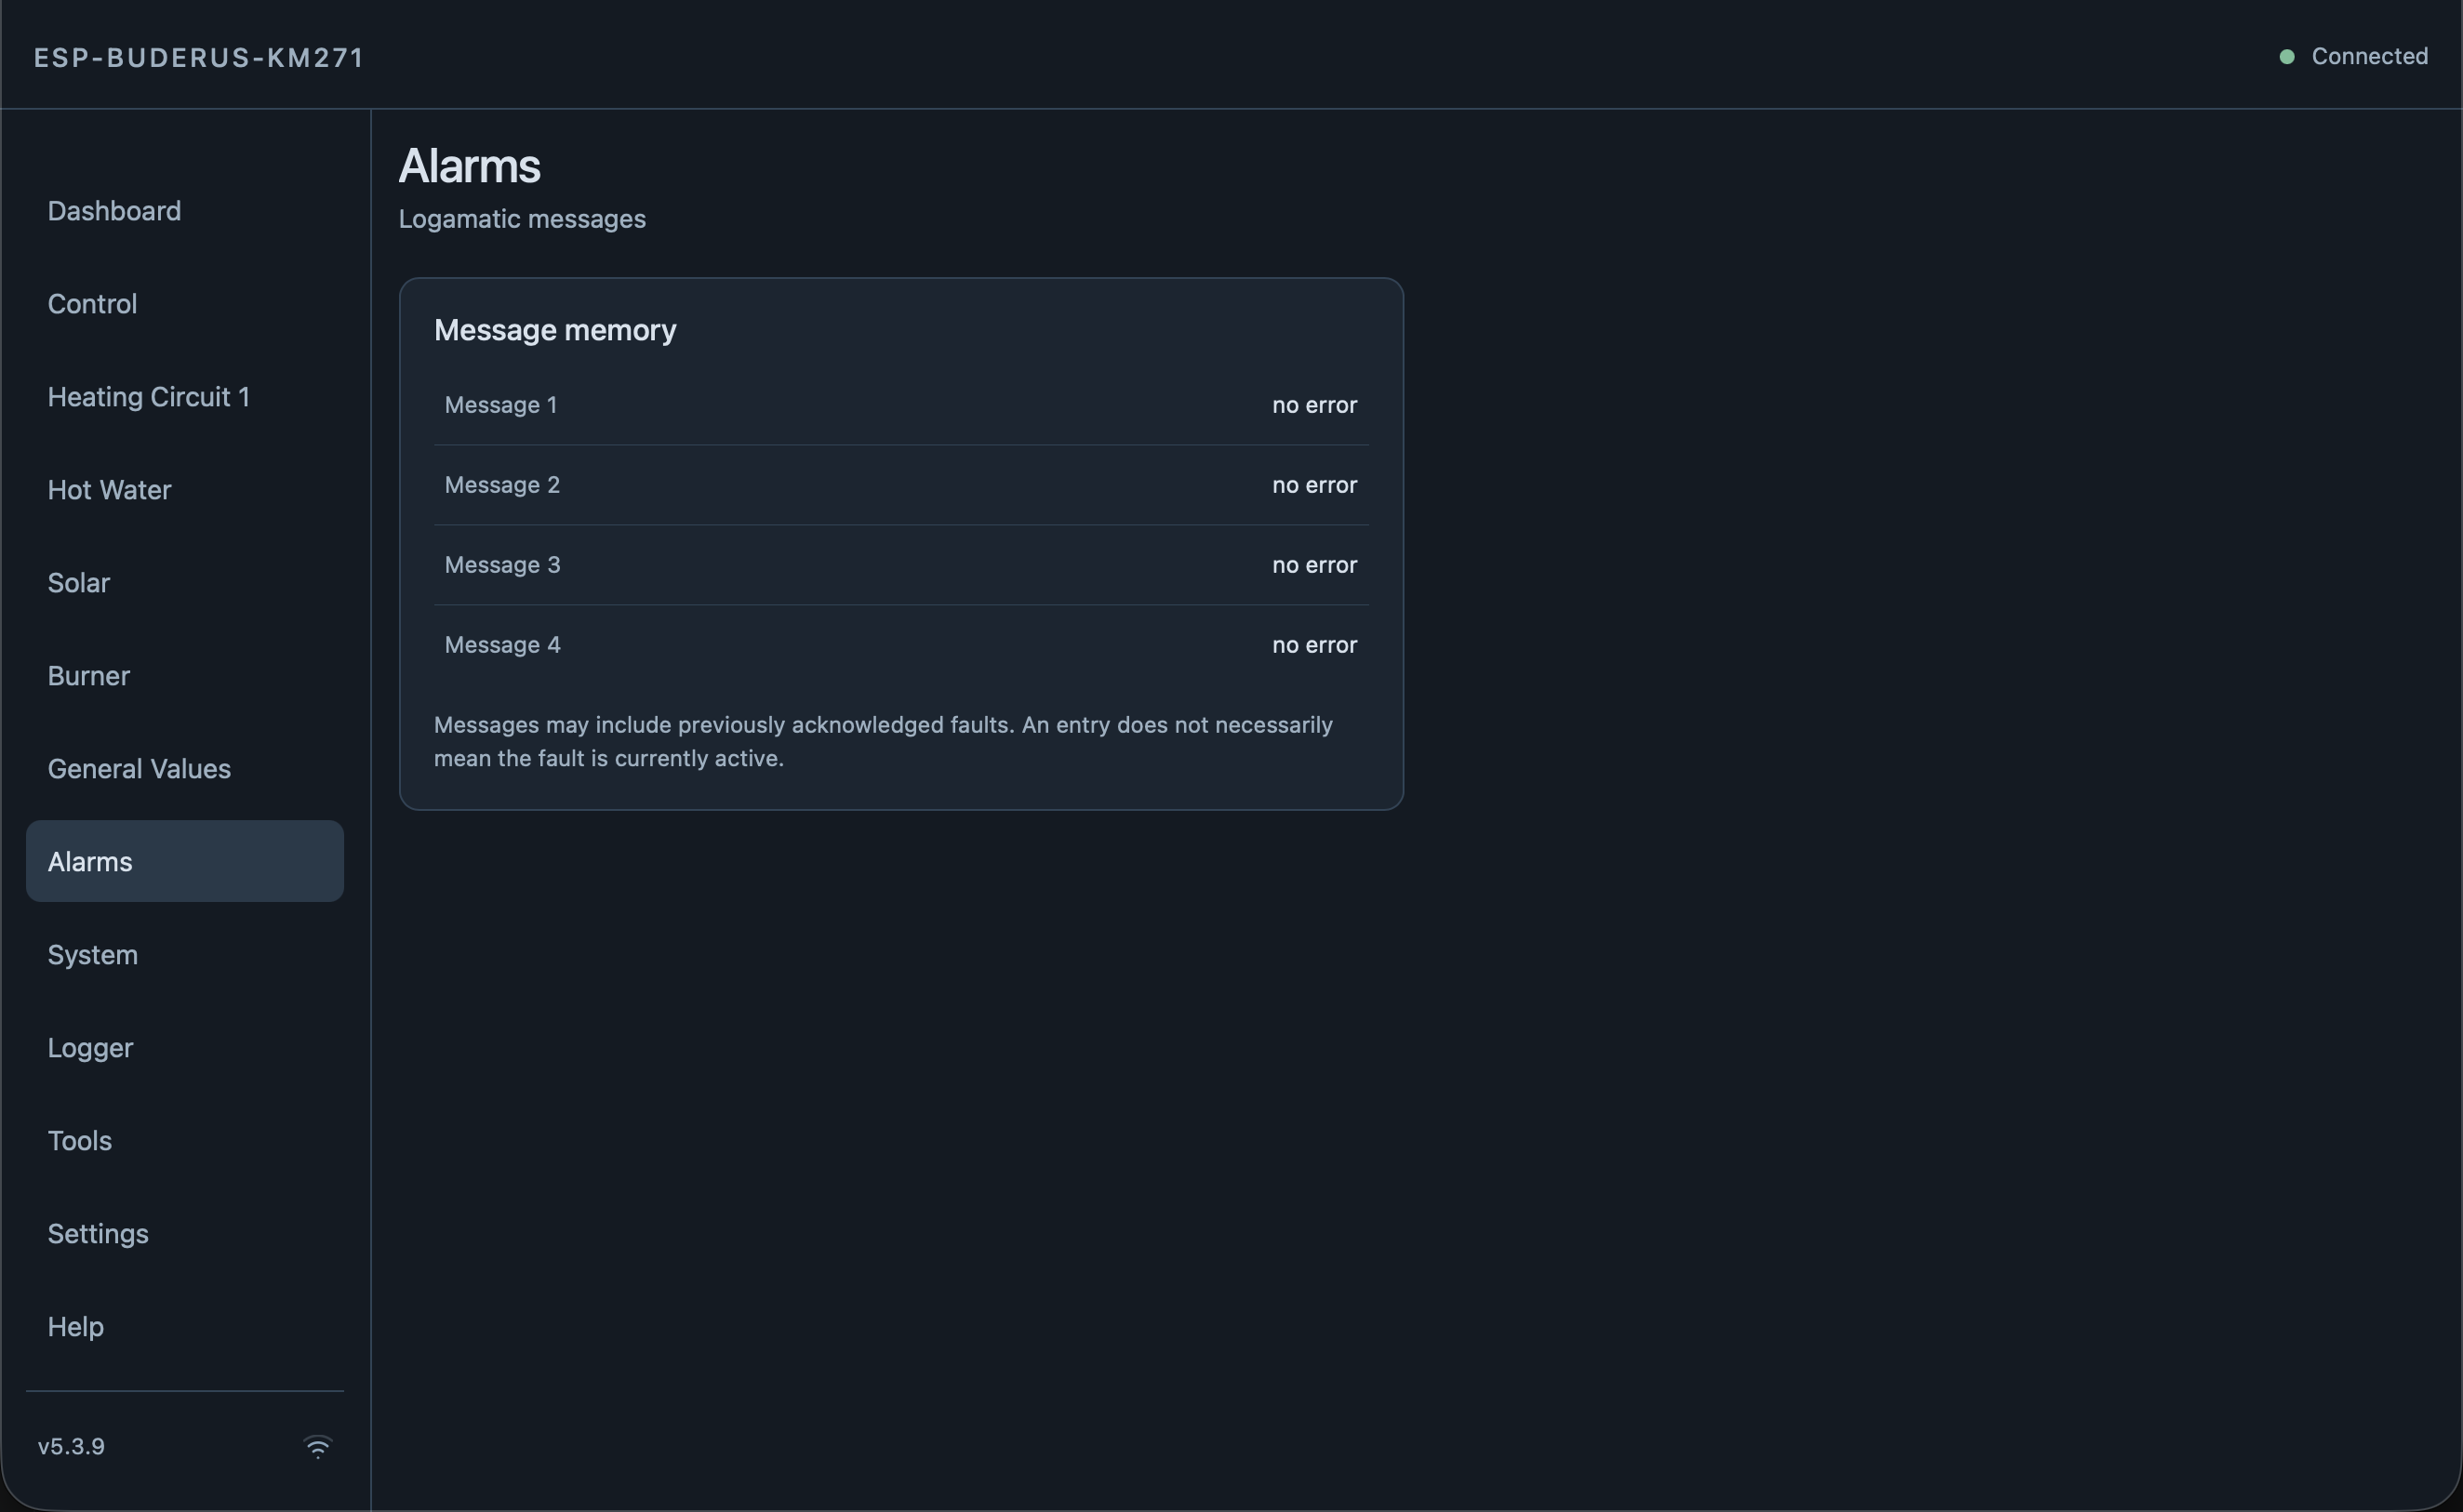 ESP-BUDERUS-KM271
Connected
Dashboard
Control
Heating Circuit 1
Hot Water
Solar
Burner
General Values
Alarms
System
Logger
Tools
Settings
Help
v5.3.9
Alarms
Logamatic messages
Message memory
Message 1 no error
Message 2 no error
Message 3 no error
Message 4 no error
Messages may include previously acknowledged faults. An entry does not necessarily
mean the fault is currently active.